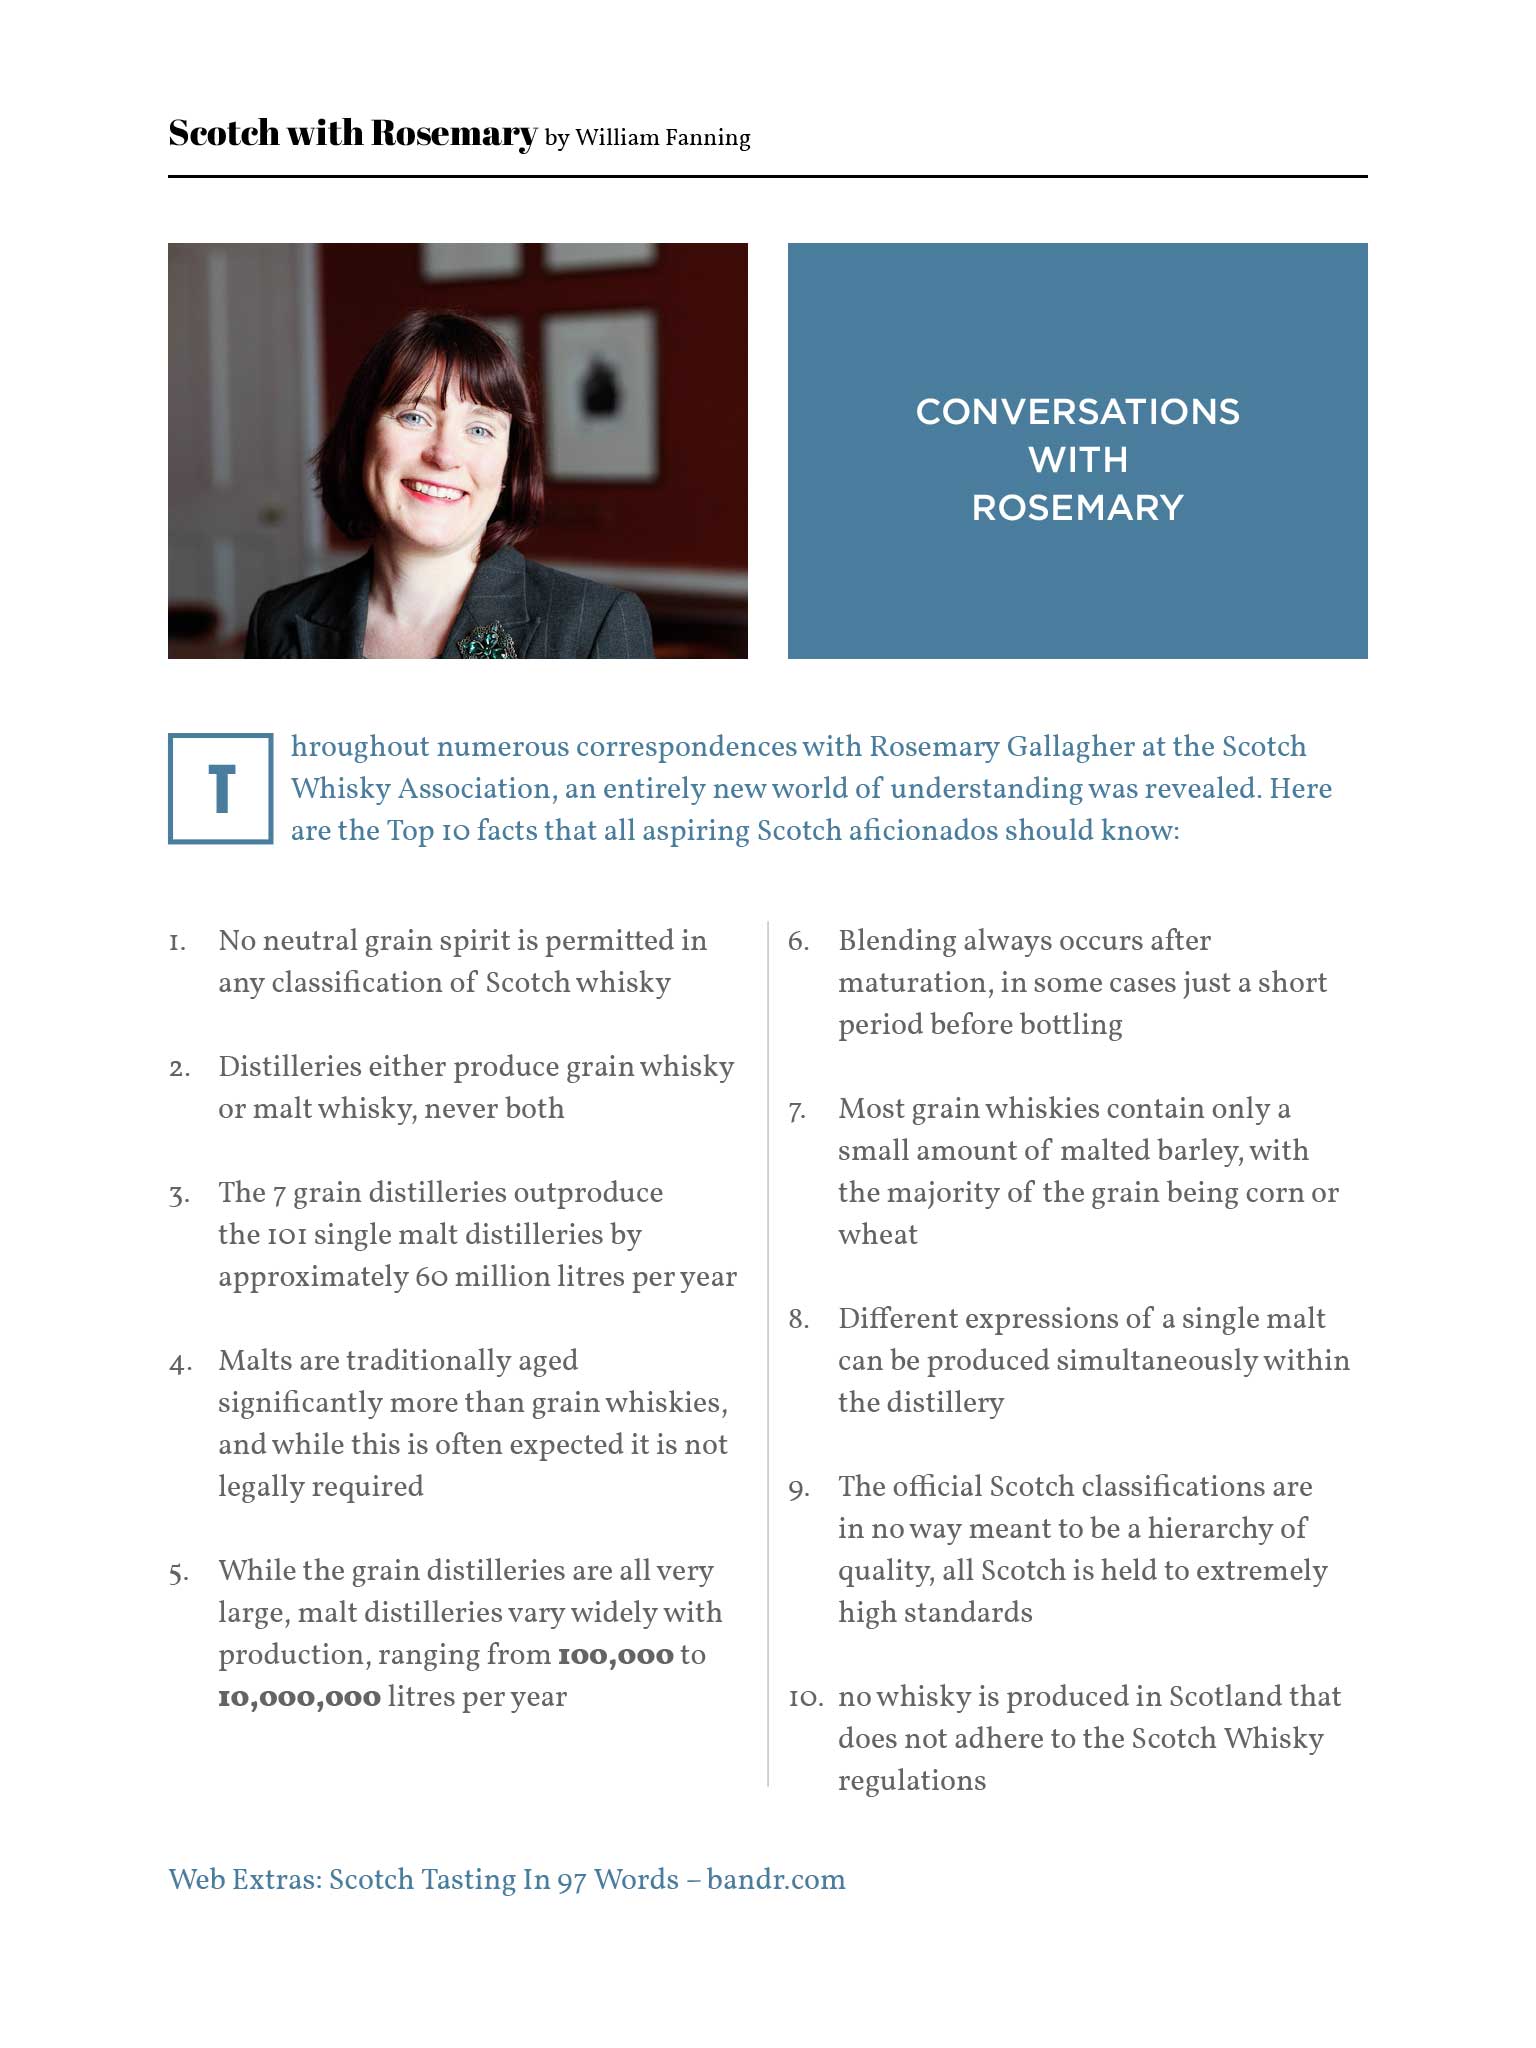 Scotch with Rosemary by William Fanning
CONVERSATIONS
WITH
ROSEMARY
Throughout numerous correspondences with Rosemary Gallagher at the Scotch
Whisky Association, an entirely new world of understanding was revealed. Here
are the Top 10 facts that all aspiring Scotch aficionados should know:
1. No neutral grain spirit is permitted in
any classification of Scotch whisky
2. Distilleries either produce grain whisky
or malt whisky, never both
3. The 7 grain distilleries outproduce
the 101 single malt distilleries by
approximately 60 million litres per year
4. Malts are traditionally aged
significantly more than grain whiskies,
and while this is often expected it is not
legally required
5. While the grain distilleries are all very
large, malt distilleries vary widely with
production, ranging from 100,000 to
10,000,000 litres per year
6. Blending always occurs after
maturation, in some cases just a short
period before bottling
7. Most grain whiskies contain only a
small amount of malted barley, with
the majority of the grain being corn or
wheat
8. Different expressions of a single malt
can be produced simultaneously within
the distillery
9. The official Scotch classifications are
in no way meant to be a hierarchy of
quality, all Scotch is held to extremely
high standards
10. no whisky is produced in Scotland that
does not adhere to the Scotch Whisky
regulations
Web Extras: Scotch Tasting In 97 Words – bandr.com